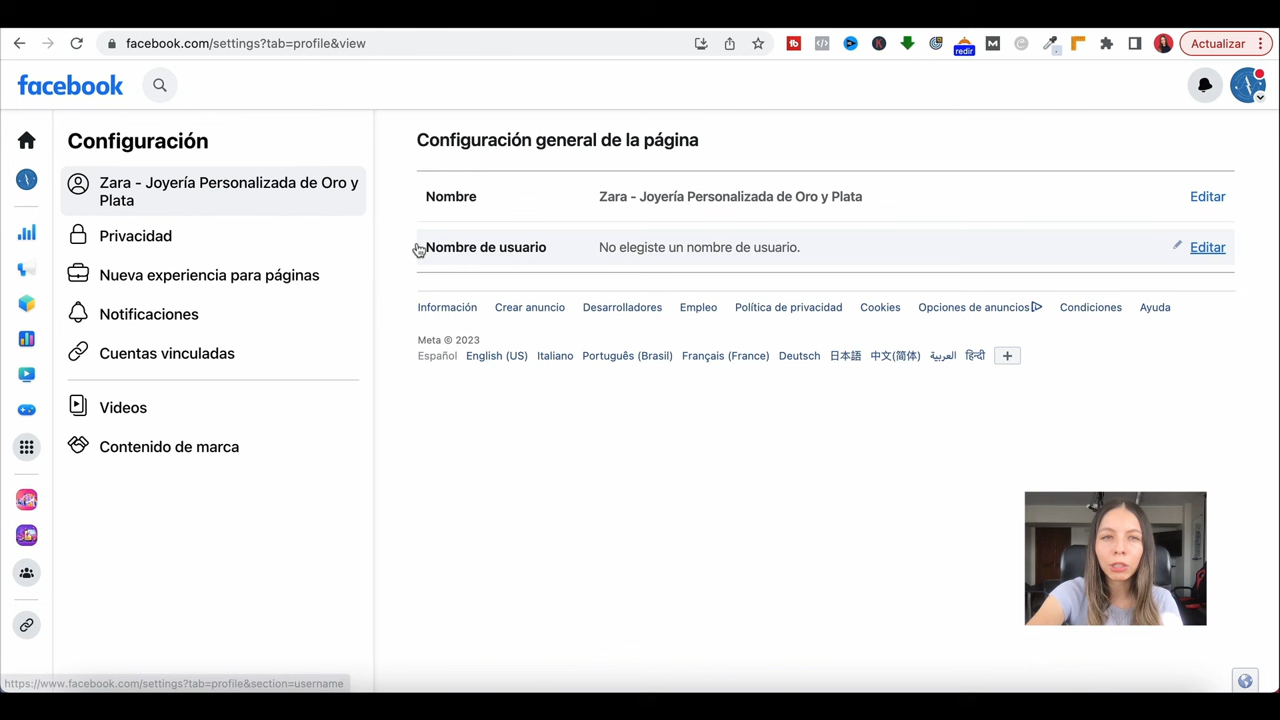 facebook.com/settings?tab=profile&view
Actualizar
redir
facebook
Configuración
Zara - Joyería Personalizada de Oro y
Plata
Privacidad
Nueva experiencia para páginas
Notificaciones
Cuentas vinculadas
Videos
Contenido de marca
Configuración general de la página
Nombre
Zara - Joyería Personalizada de Oro y Plata
Editar
Nombre de usuario
No elegiste un nombre de usuario.
Editar
Información Crear anuncio Desarrolladores Empleo Política de privacidad Cookies Opciones de anuncios Condiciones Ayuda
Meta © 2023
Español English (US) Italiano Português (Brasil) Français (France) Deutsch 日本語 中文(简体) العربية हिन्दी +
https://www.facebook.com/settings?tab=profile&section=username